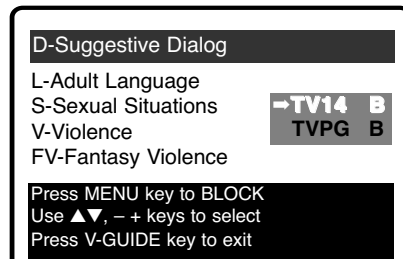 D-Suggestive Dialog
L-Adult Language
S-Sexual Situations ➡TV14 B
V-Violence TVPG B
FV-Fantasy Violence
Press MENU key to BLOCK
Use ▲▼, – + keys to select
Press V-GUIDE key to exit